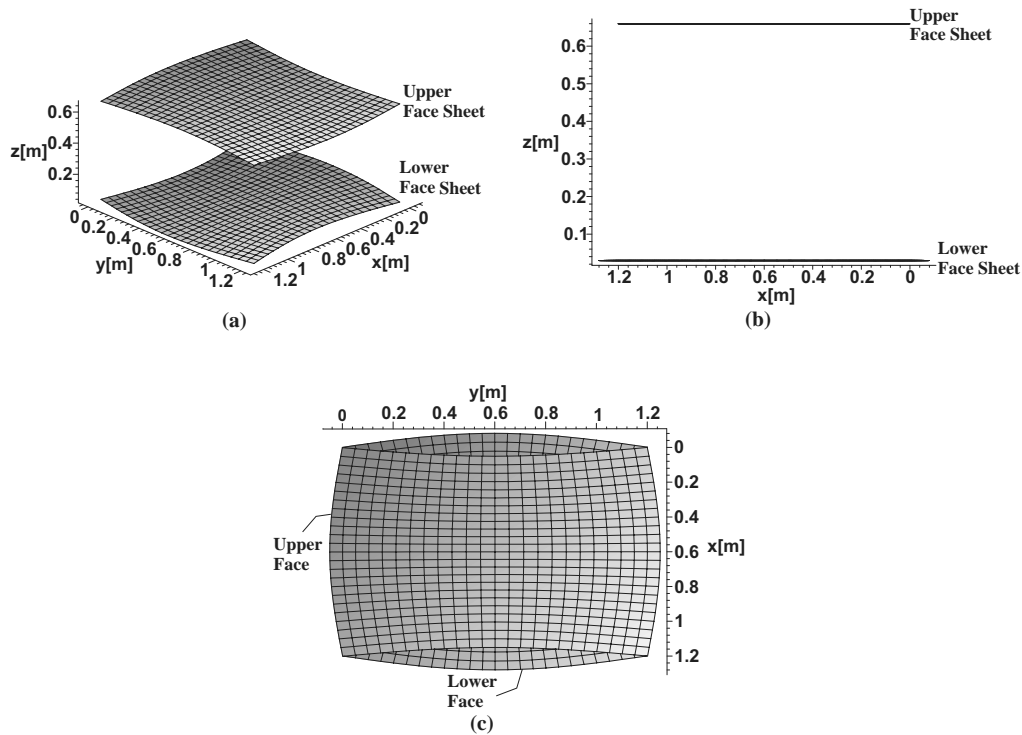 Upper
Face Sheet
0.6
z[m]
0.4
0.2
Lower
Face Sheet
0
0.2
0.4
0.6
0.8
1
1.2
y[m]
0
0.2
0.4
0.6
0.8
1
1.2
x[m]
(a)
Upper
Face Sheet
0.6
0.5
0.4
z[m]
0.3
0.2
0.1
Lower
Face Sheet
1.2 1 0.8 0.6 0.4 0.2 0
x[m]
(b)
y[m]
0 0.2 0.4 0.6 0.8 1 1.2
0
0.2
0.4
0.6
x[m]
0.8
1
1.2
Upper
Face
Lower
Face
(c)